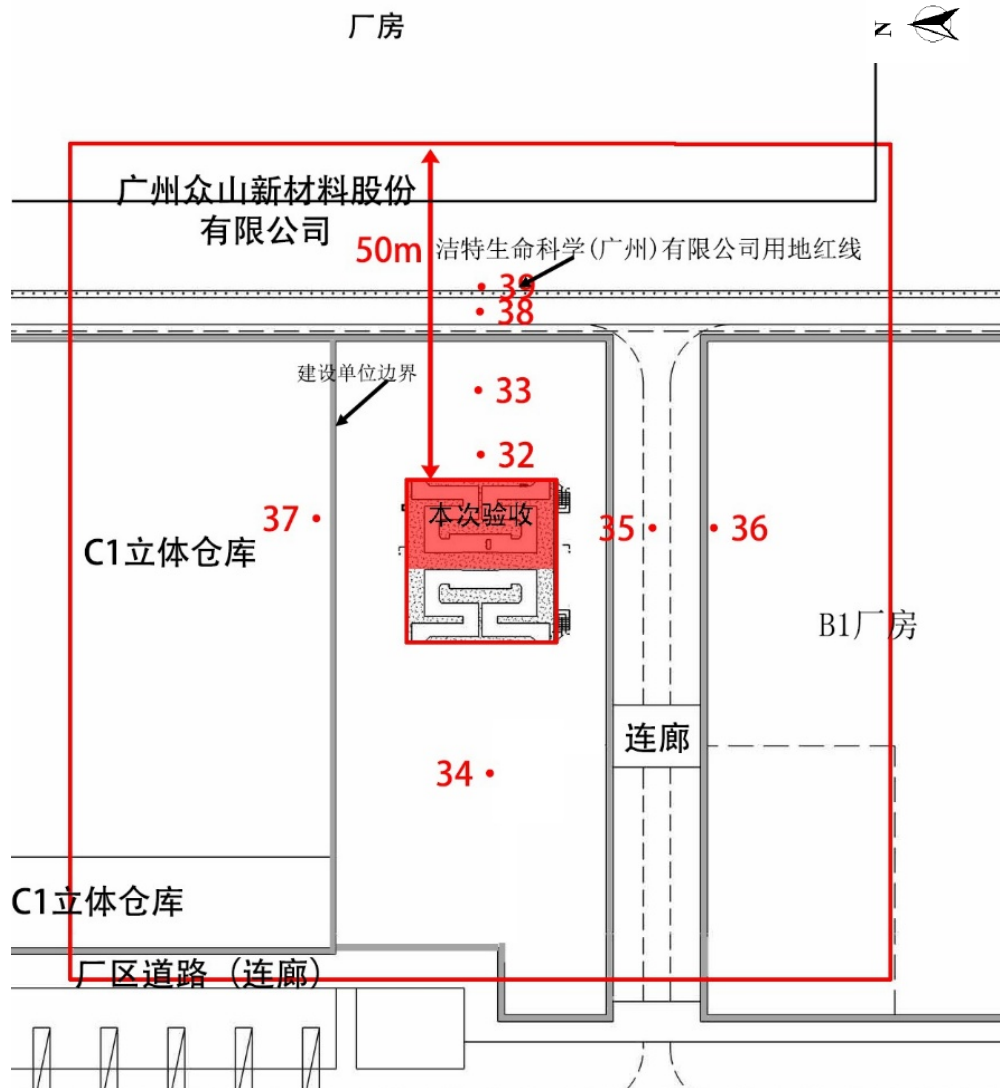 厂房
N
广州众山新材料股份
有限公司
50m
洁特生命科学(广州)有限公司用地红线
39
38
建设单位边界
33
32
37
本次验收
35
36
C1立体仓库
B1厂房
连廊
34
C1立体仓库
厂区道路（连廊）